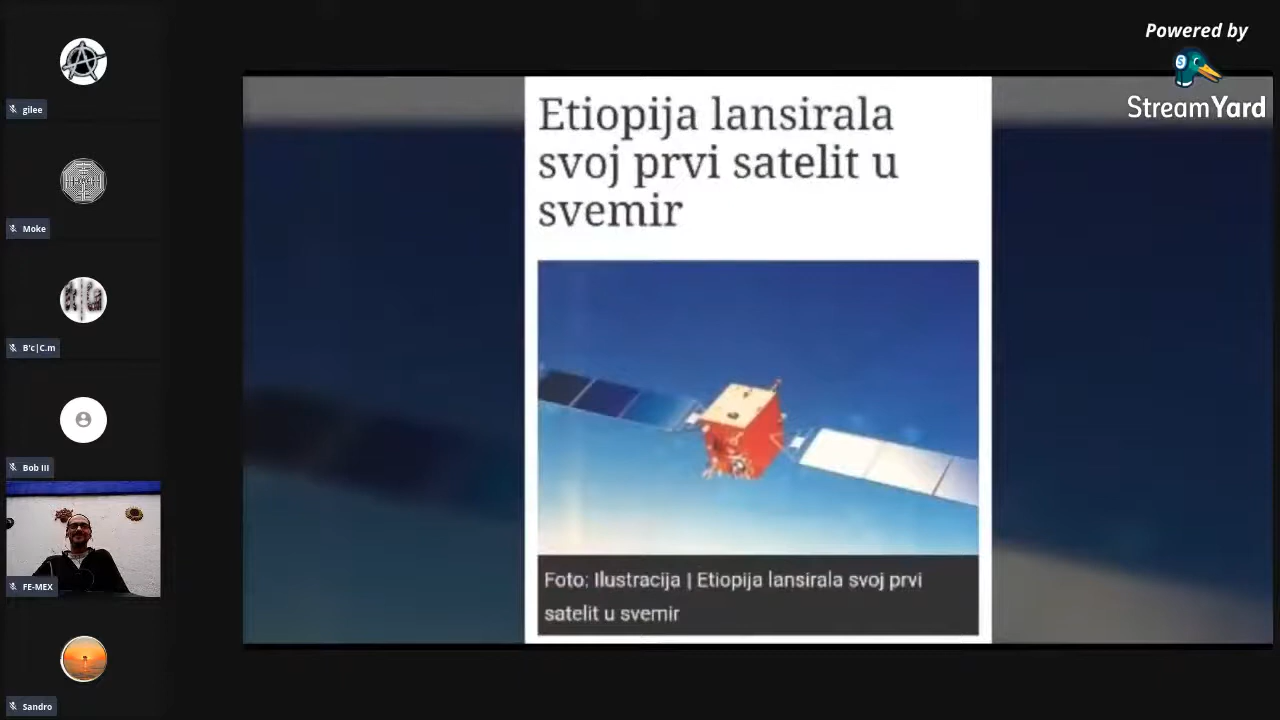 Powered by
StreamYard
gilee
Moke
B'c|C.m
Bob III
FE-MEX
Sandro
Etiopija lansirala
svoj prvi satelit u
svemir
Foto: Ilustracija | Etiopija lansirala svoj prvi
satelit u svemir